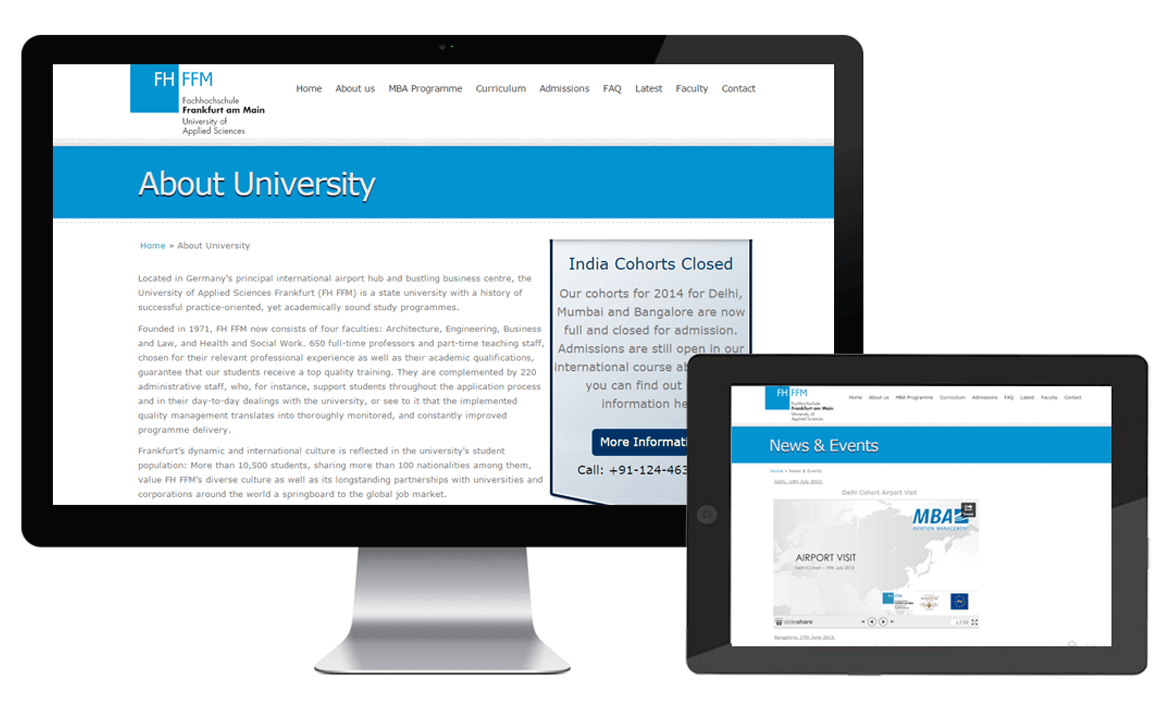 FH FFM
Fachhochschule
Frankfurt am Main
University of
Applied Sciences
Home About us MBA Programme Curriculum Admissions FAQ Latest Faculty Contact
About University
Home » About University
Located in Germany's principal international airport hub and bustling business centre, the
University of Applied Sciences Frankfurt (FH FFM) is a state university with a history of
successful practice-oriented, yet academically sound study programmes.
Founded in 1971, FH FFM now consists of four faculties: Architecture, Engineering, Business
and Law, and Health and Social Work. 650 full-time professors and part-time teaching staff,
chosen for their relevant professional experience as well as their academic qualifications,
guarantee that our students receive a top quality training. They are complemented by 220
administrative staff, who, for instance, support students throughout the application process
and in their day-to-day dealings with the university, or see to it that the implemented
quality management translates into thoroughly monitored, and constantly improved
programme delivery.
Frankfurt's dynamic and international culture is reflected in the university's student
population: More than 10,500 students, sharing more than 100 nationalities among them,
value FH FFM's diverse culture as well as its longstanding partnerships with universities and
corporations around the world a springboard to the global job market.
India Cohorts Closed
Our cohorts for 2014 for Delhi,
Mumbai and Bangalore are now
full and closed for admission.
Admissions are still open in our
international course ab
you can find out
information he
More Informati
Call: +91-124-463
FH FFM
Fachhochschule
Frankfurt am Main
University of
Applied Sciences
Home About us MBA Programme Curriculum Admissions FAQ Latest Faculty Contact
News & Events
Home » News & Events
Delhi, 19th July 2013.
Delhi Cohort Airport Visit
MBA
AVIATION MANAGEMENT
AIRPORT VISIT
Delhi Cohort – 19th July 2013
slideshare
Bangalore, 27th June 2013.